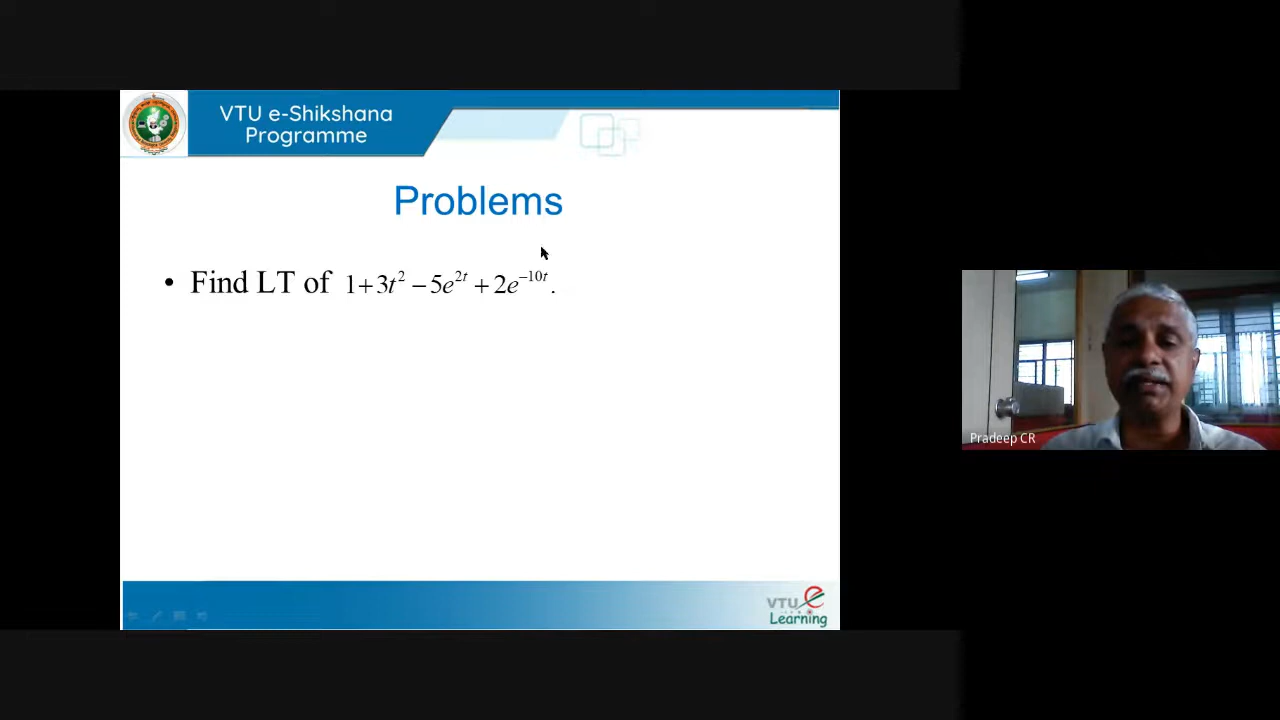 VTU e-Shikshana
Programme
Problems
• Find LT of 1+3t² −5e²ᵗ +2e⁻¹⁰ᵗ.
Pradeep CR
VTU e
Learning